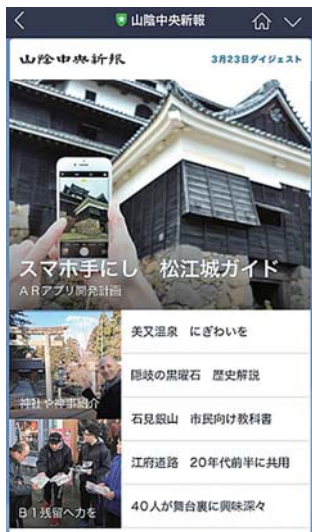 山陰中央新報
山陰中央新報
3月23日ダイジェスト
スマホ手にし 松江城ガイド
ARアプリ開発計画
神社や神事紹介
美又温泉 にぎわいを
隠岐の黒曜石 歴史解説
石見銀山 市民向け教科書
B1残留へ力を
江府道路 20年代前半に共用
40人が舞台裏に興味深々